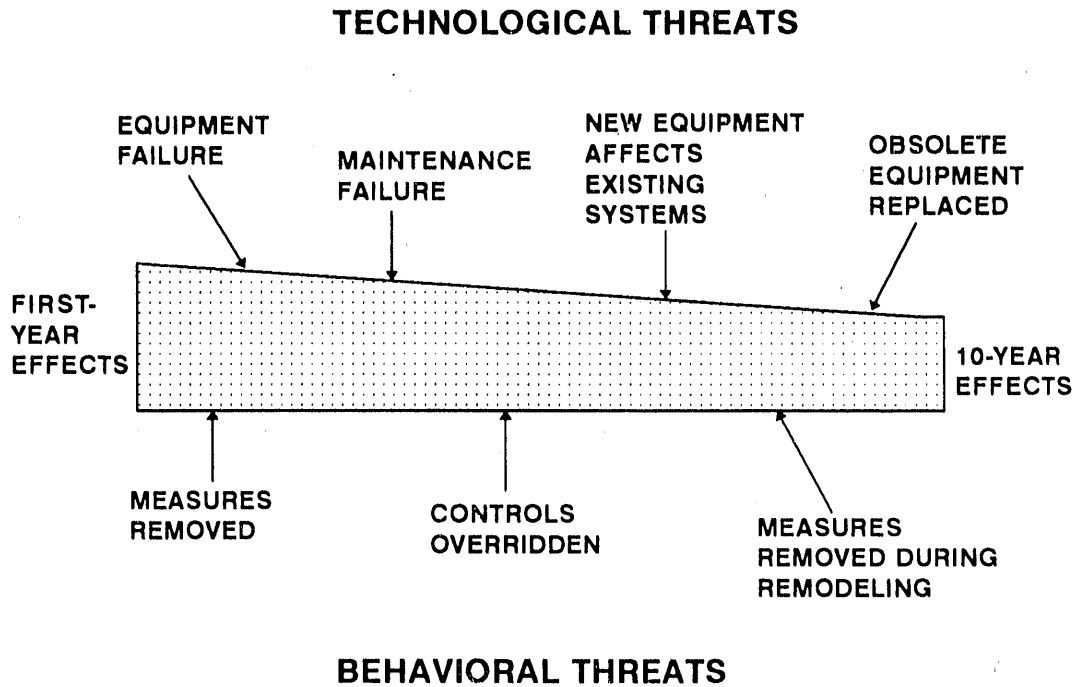 TECHNOLOGICAL THREATS
EQUIPMENT
FAILURE
MAINTENANCE
FAILURE
NEW EQUIPMENT
AFFECTS
EXISTING
SYSTEMS
OBSOLETE
EQUIPMENT
REPLACED
FIRST-
YEAR
EFFECTS
10-YEAR
EFFECTS
MEASURES
REMOVED
CONTROLS
OVERRIDDEN
MEASURES
REMOVED DURING
REMODELING
BEHAVIORAL THREATS